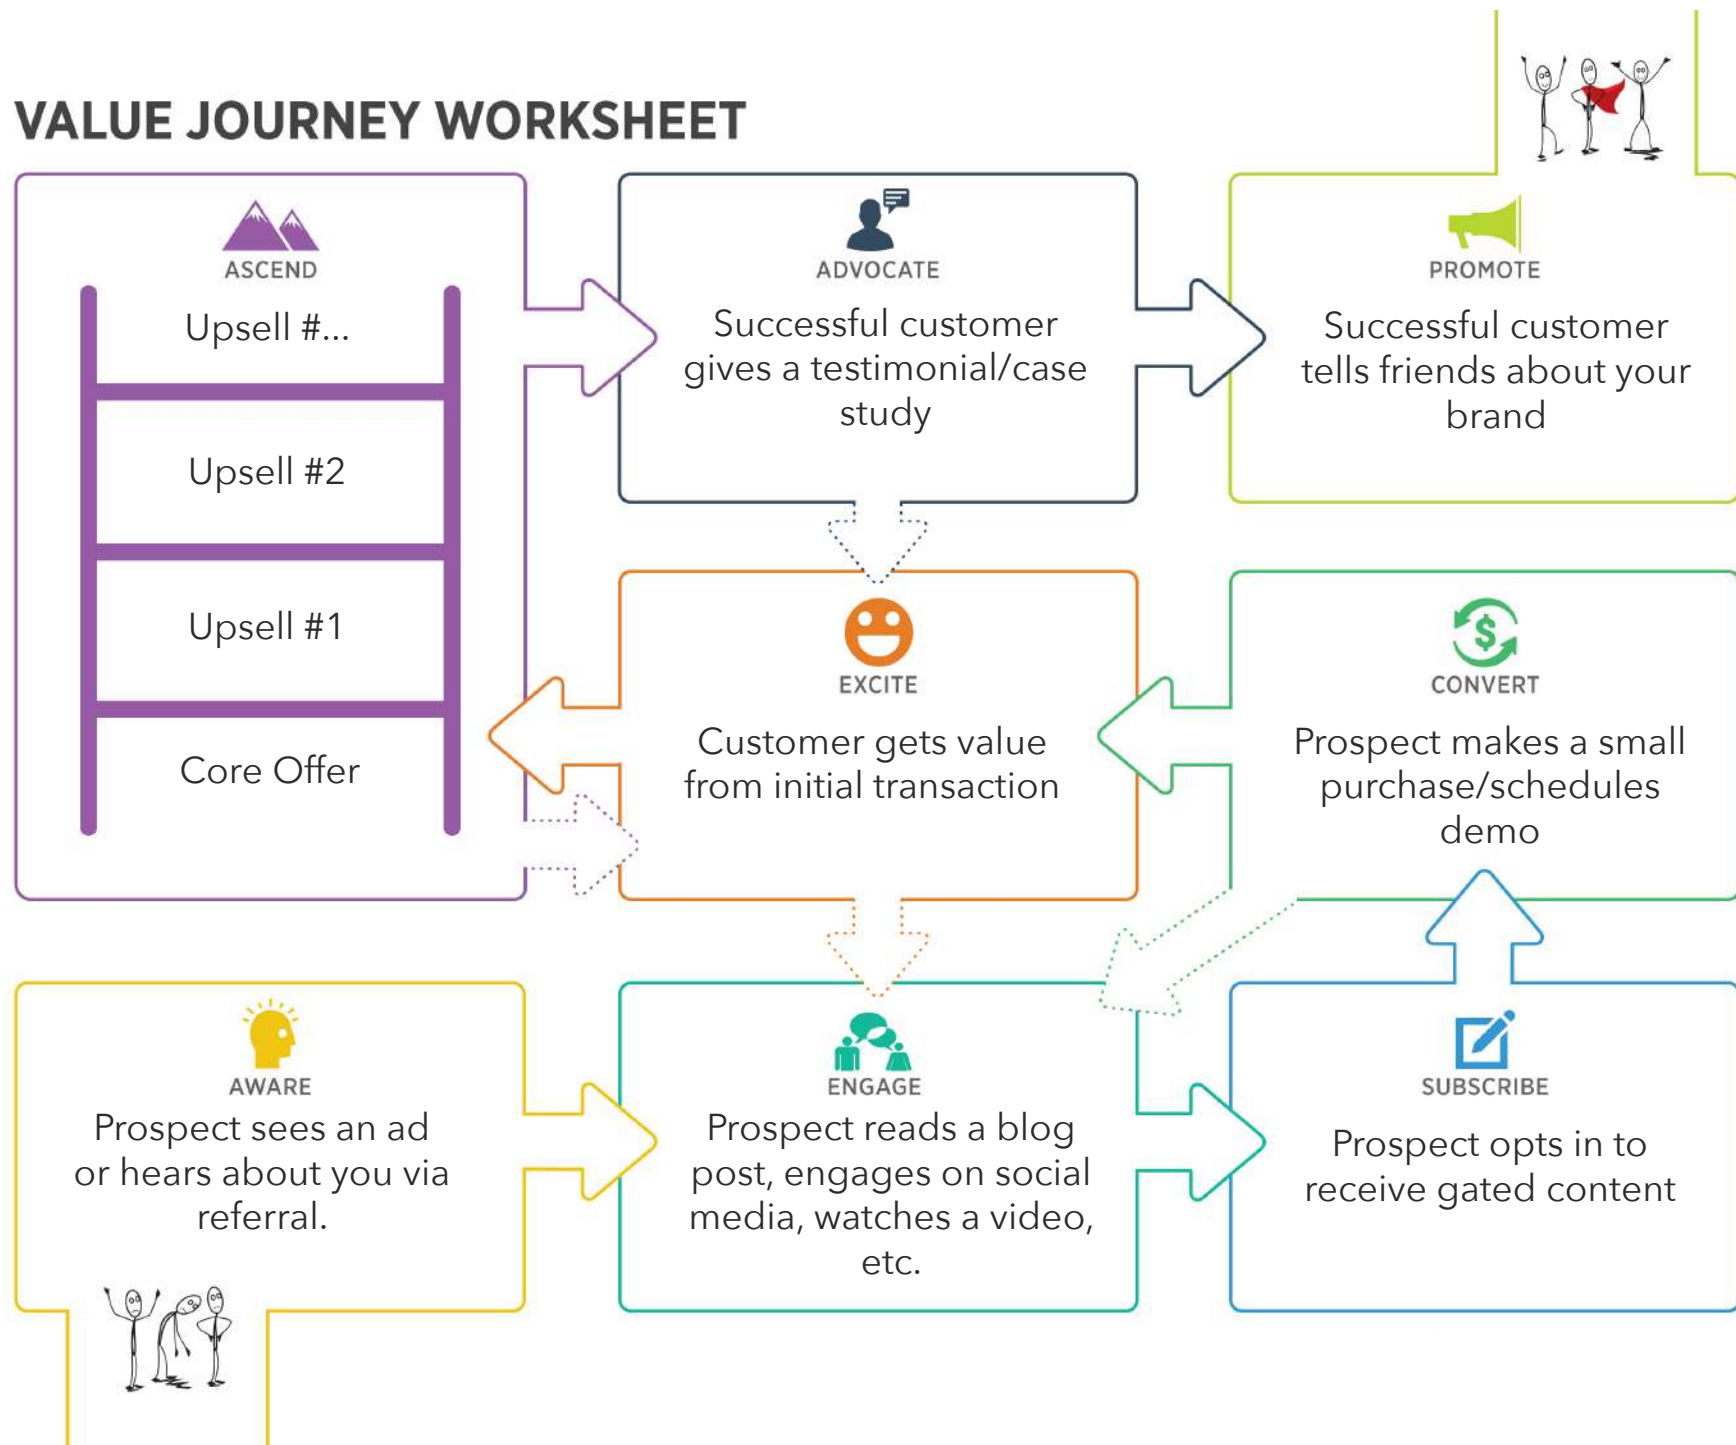 VALUE JOURNEY WORKSHEET
ASCEND
Upsell #...
Upsell #2
Upsell #1
Core Offer
ADVOCATE
Successful customer
gives a testimonial/case
study
PROMOTE
Successful customer
tells friends about your
brand
EXCITE
Customer gets value
from initial transaction
$
CONVERT
Prospect makes a small
purchase/schedules
demo
AWARE
Prospect sees an ad
or hears about you via
referral.
ENGAGE
Prospect reads a blog
post, engages on social
media, watches a video,
etc.
SUBSCRIBE
Prospect opts in to
receive gated content